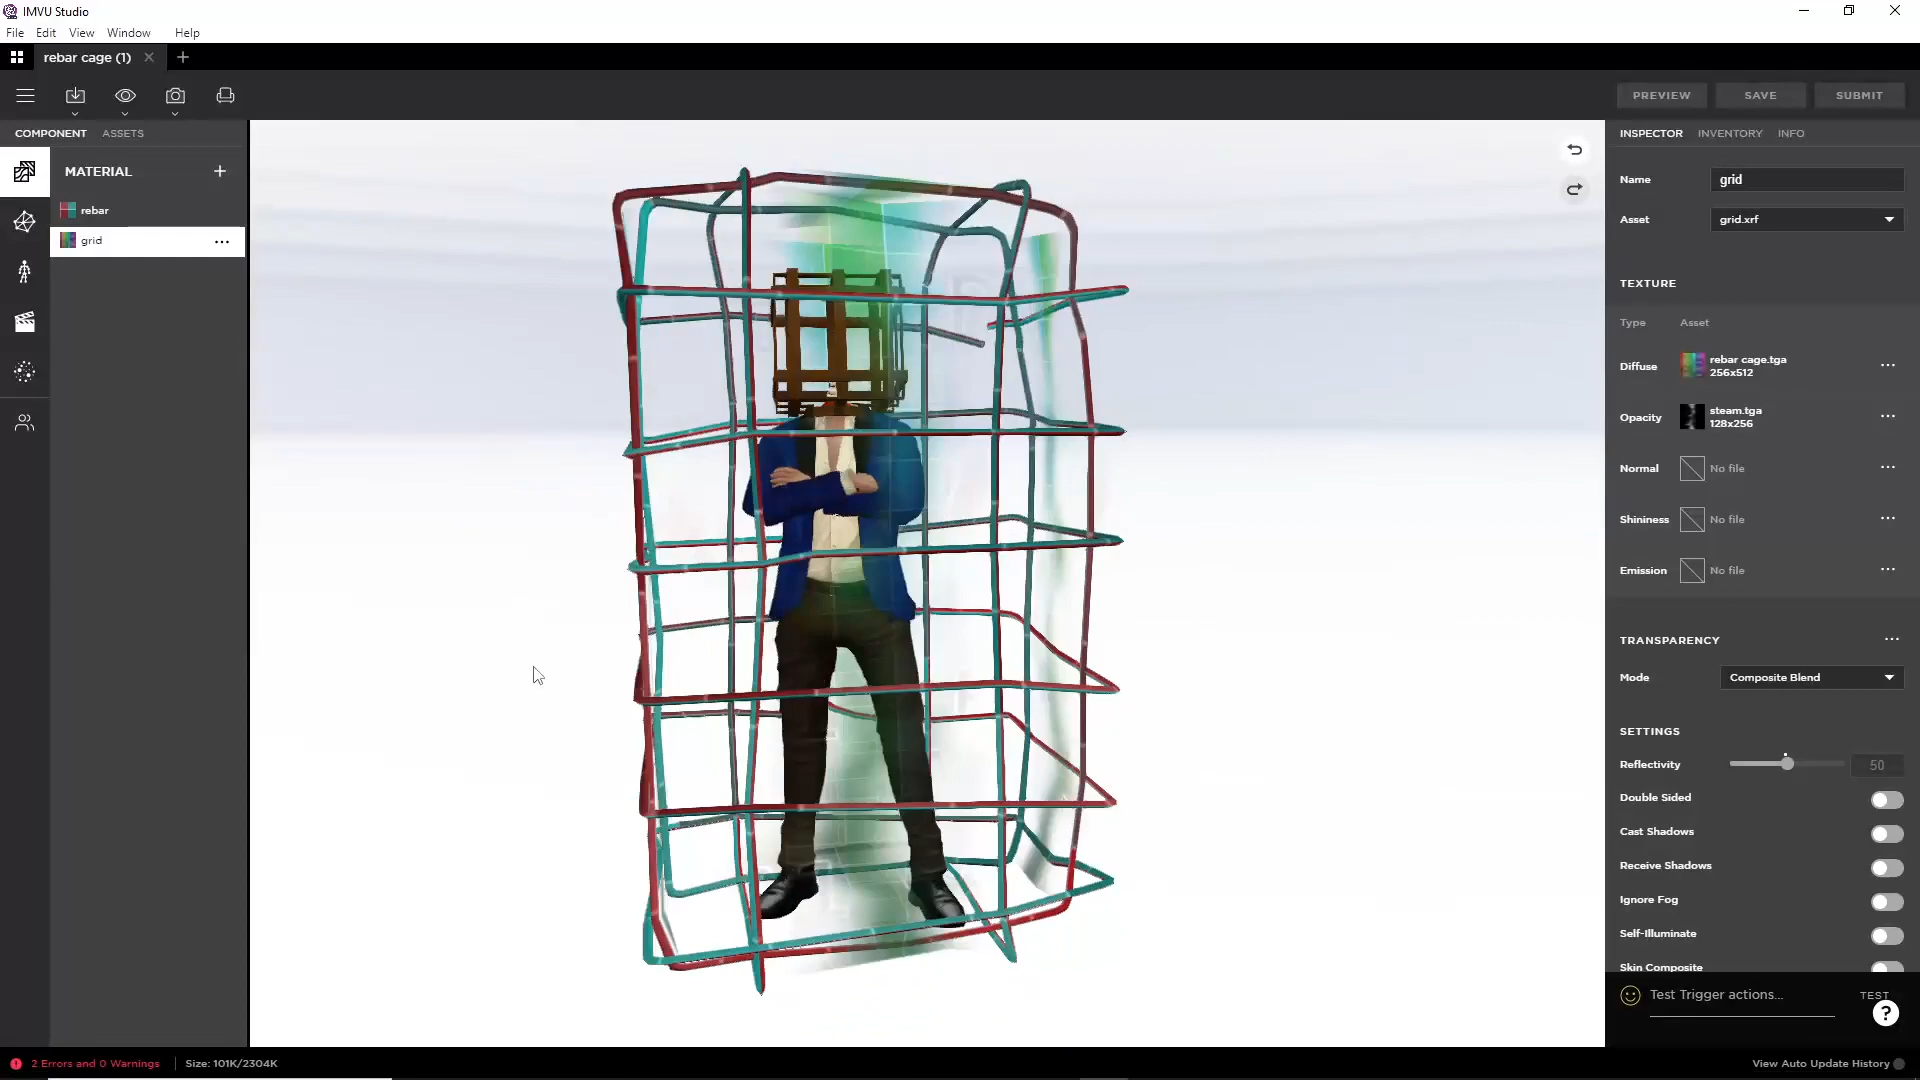 IMVU Studio
File Edit View Window Help
rebar cage (1)
PREVIEW SAVE SUBMIT
COMPONENT ASSETS
INSPECTOR INVENTORY INFO
MATERIAL
rebar
grid
Name grid
Asset grid.xrf
TEXTURE
Type Asset
Diffuse rebar cage.tga
256x512
Opacity steam.tga
128x256
Normal No file
Shininess No file
Emission No file
TRANSPARENCY
Mode Composite Blend
SETTINGS
Reflectivity 50
Double Sided
Cast Shadows
Receive Shadows
Ignore Fog
Self-Illuminate
Skin Composite
Test Trigger actions... TEST
?
2 Errors and 0 Warnings Size: 101K/2304K View Auto Update History